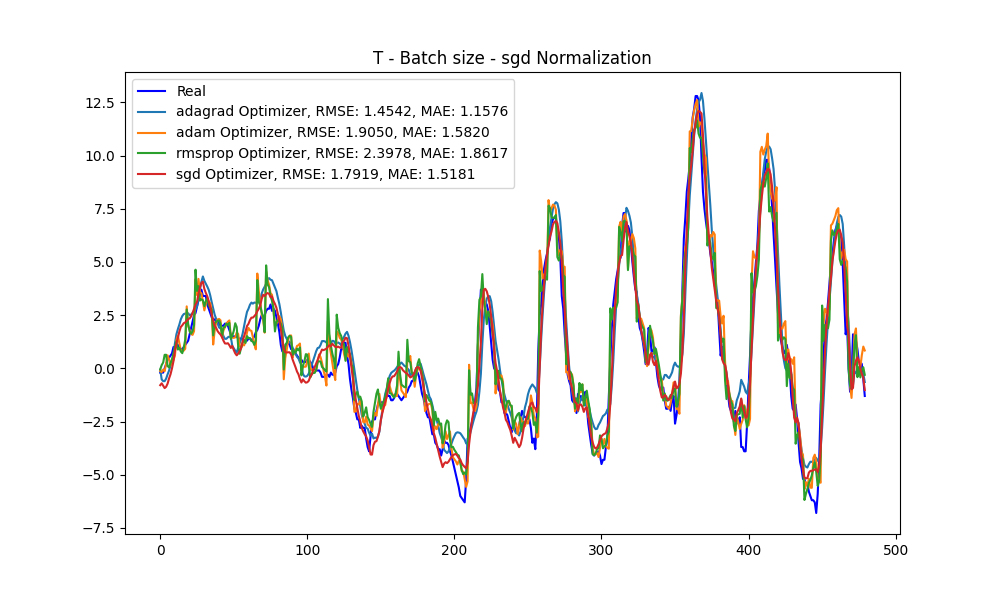 T - Batch size - sgd Normalization
Real
adagrad Optimizer, RMSE: 1.4542, MAE: 1.1576
adam Optimizer, RMSE: 1.9050, MAE: 1.5820
rmsprop Optimizer, RMSE: 2.3978, MAE: 1.8617
sgd Optimizer, RMSE: 1.7919, MAE: 1.5181
12.5
10.0
7.5
5.0
2.5
0.0
−2.5
−5.0
−7.5
0 100 200 300 400 500